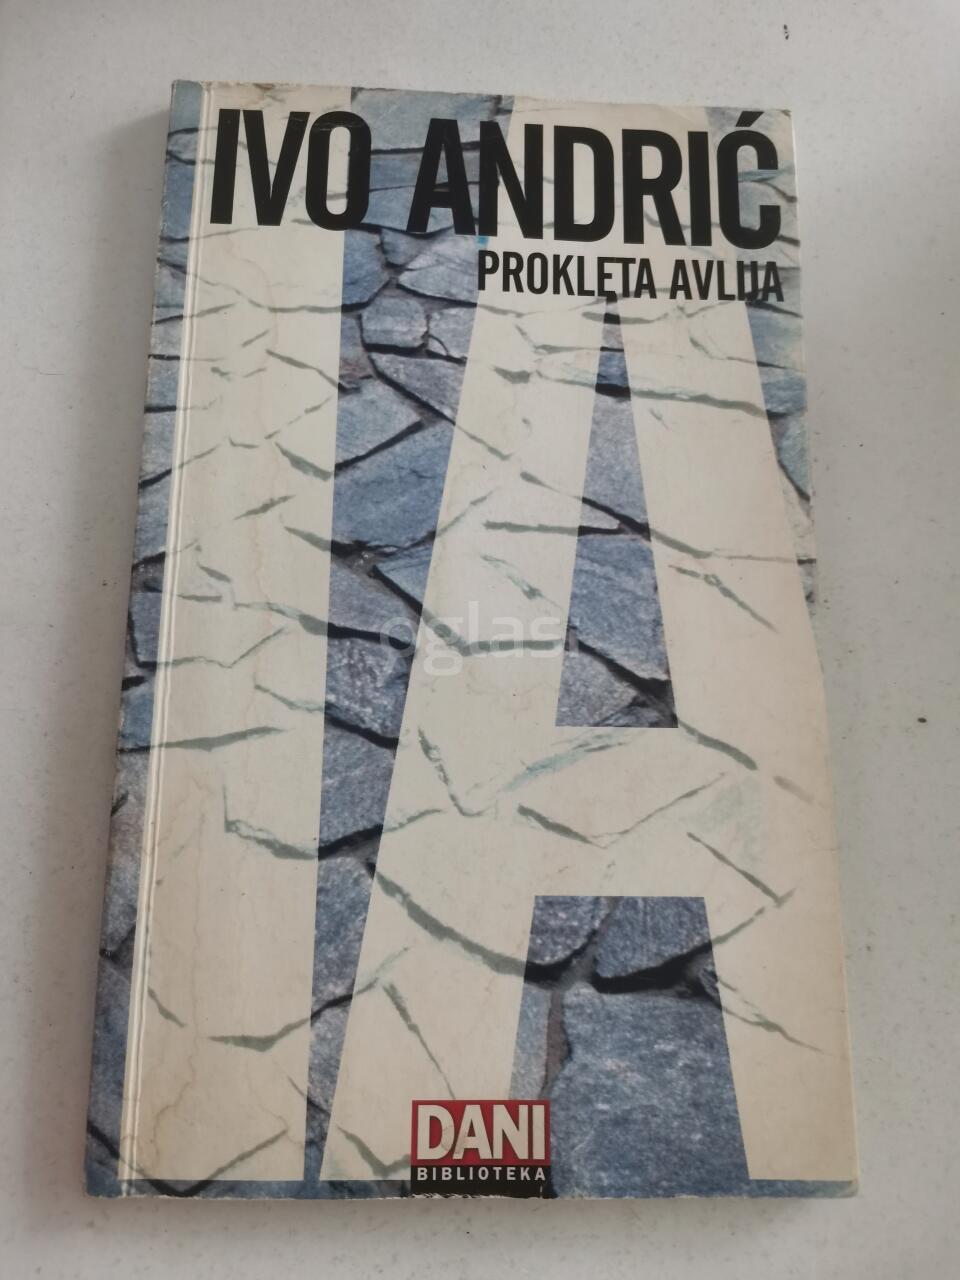 IVO ANDRIĆ
PROKLETA AVLIJA
IA
oglasi
DANI
BIBLIOTEKA